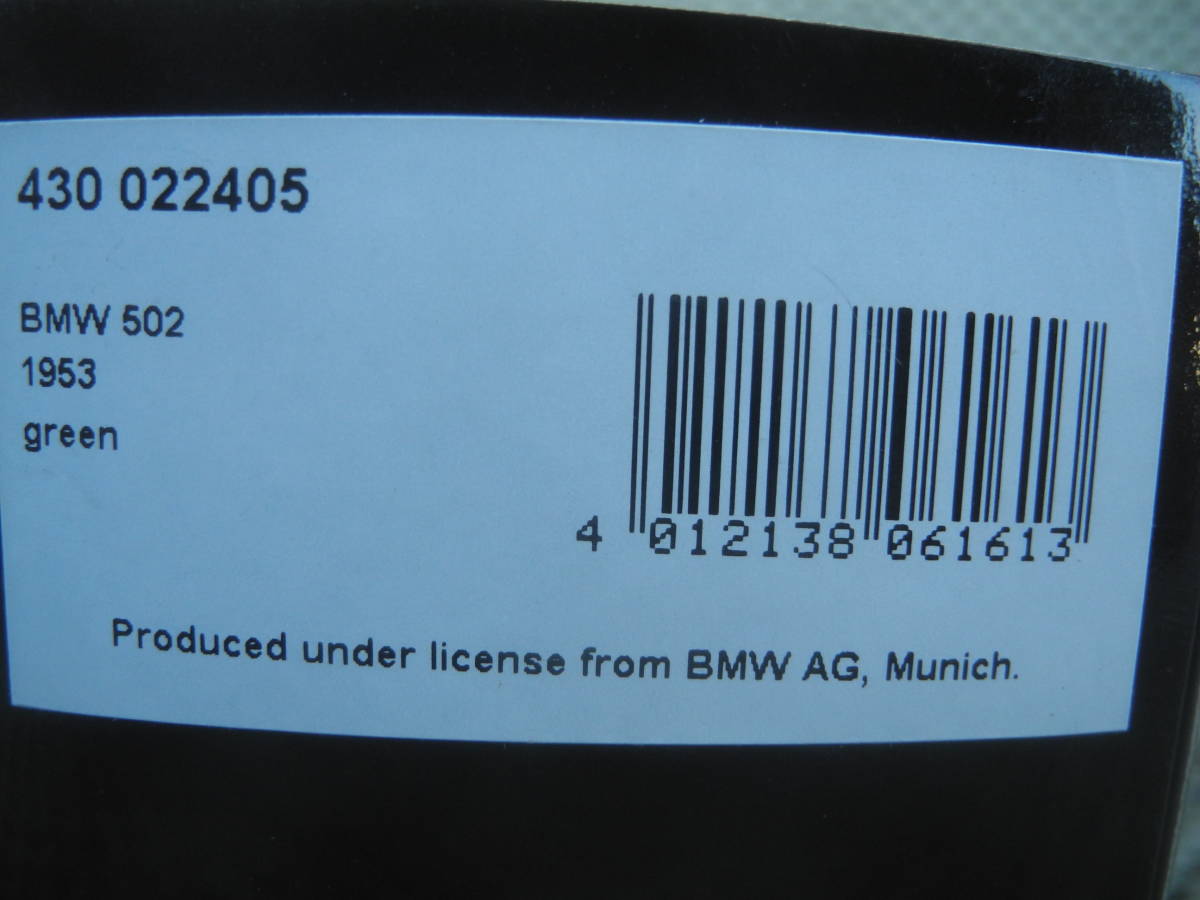 430 022405
BMW 502
1953
green
4 012138 061613
Produced under license from BMW AG, Munich.